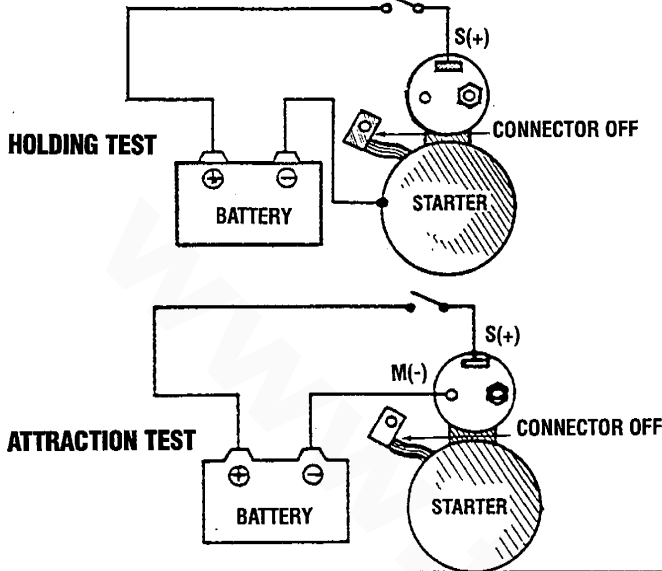 S(+)
CONNECTOR OFF
HOLDING TEST
⊕ ⊖
BATTERY
STARTER
S(+)
M(-)
CONNECTOR OFF
ATTRACTION TEST
⊕ ⊖
BATTERY
STARTER